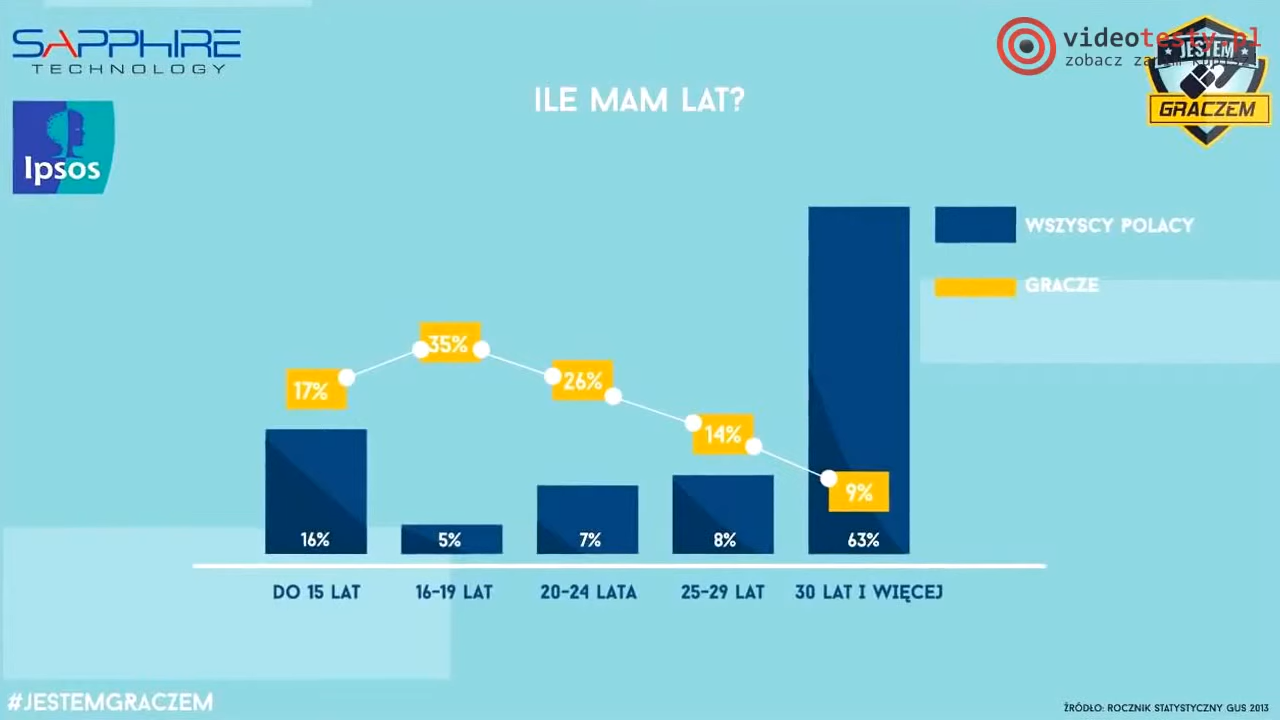 SAPPHIRE
TECHNOLOGY
videotesty.pl
zobacz zanim kupisz
JESTEM
GRACZEM
Ipsos
ILE MAM LAT?
WSZYSCY POLACY
GRACZE
17%
35%
26%
14%
9%
16%
5%
7%
8%
63%
DO 15 LAT
16-19 LAT
20-24 LATA
25-29 LAT
30 LAT I WIĘCEJ
#JESTEMGRACZEM
ŹRÓDŁO: ROCZNIK STATYSTYCZNY GUS 2013